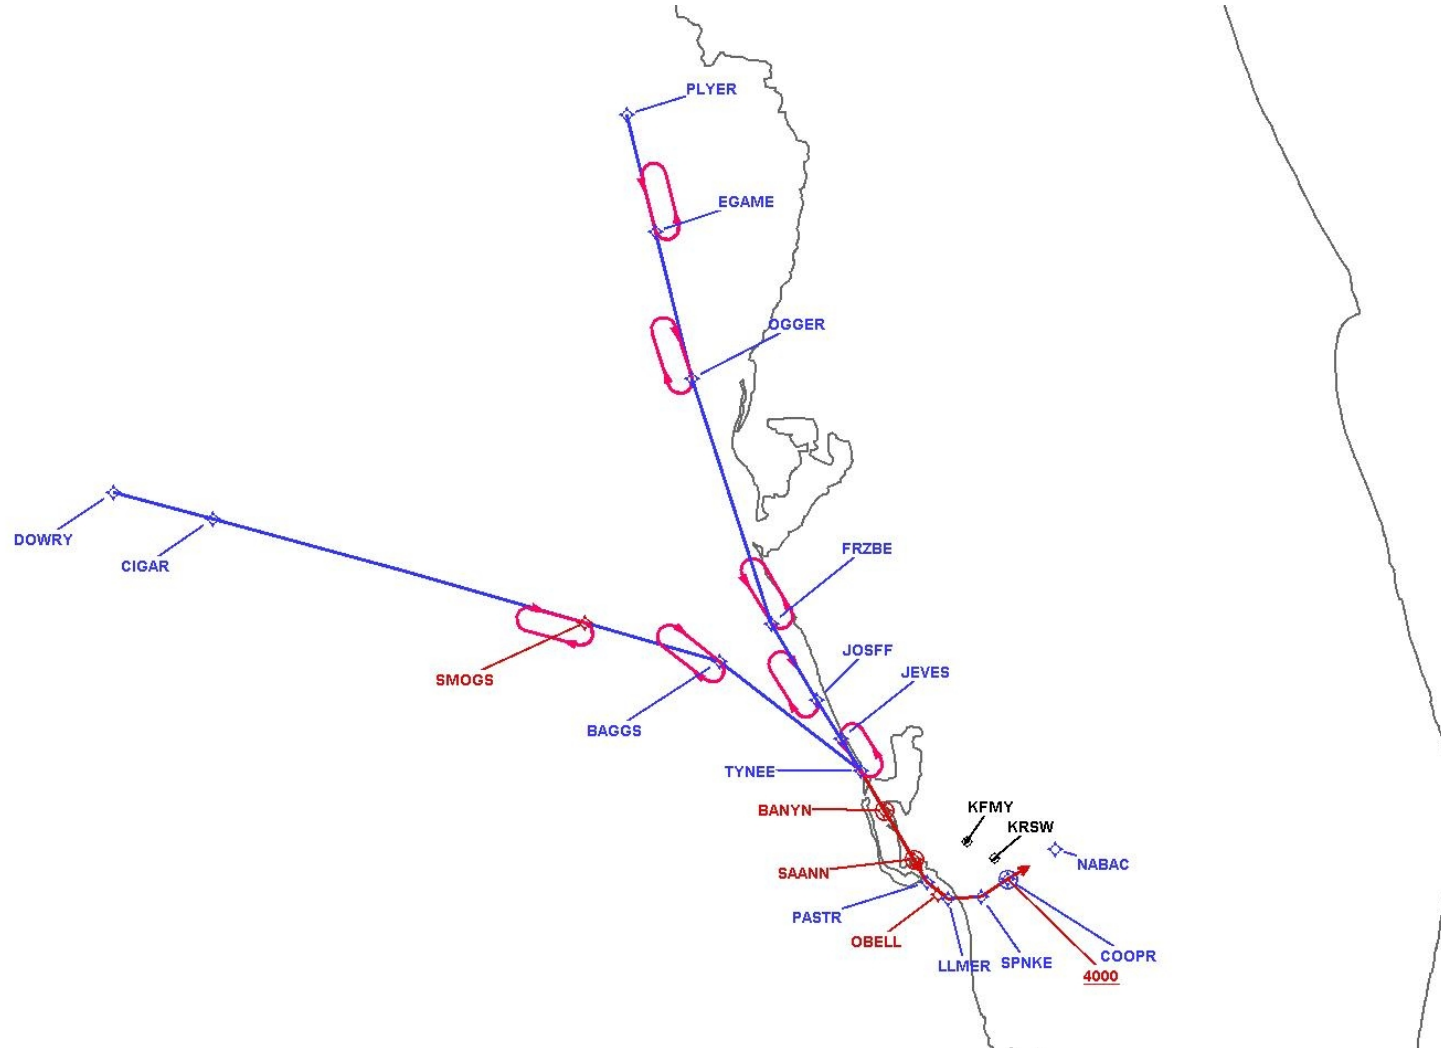 PLYER
EGAME
OGGER
DOWRY
CIGAR
FRZBE
SMOGS
JOSFF
JEVES
BAGGS
TYNEE
BANYN
KFMY
KRSW
NABAC
SAANN
PASTR
OBELL
LLMER
SPNKE
COOPR
4000